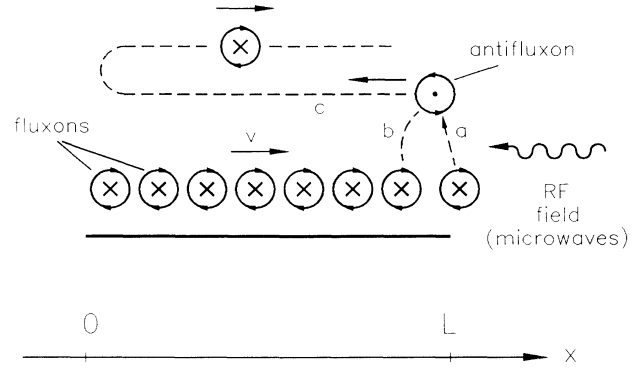 antifluxon
c
fluxons
v
b
a
RF
field
(microwaves)
0
L
x